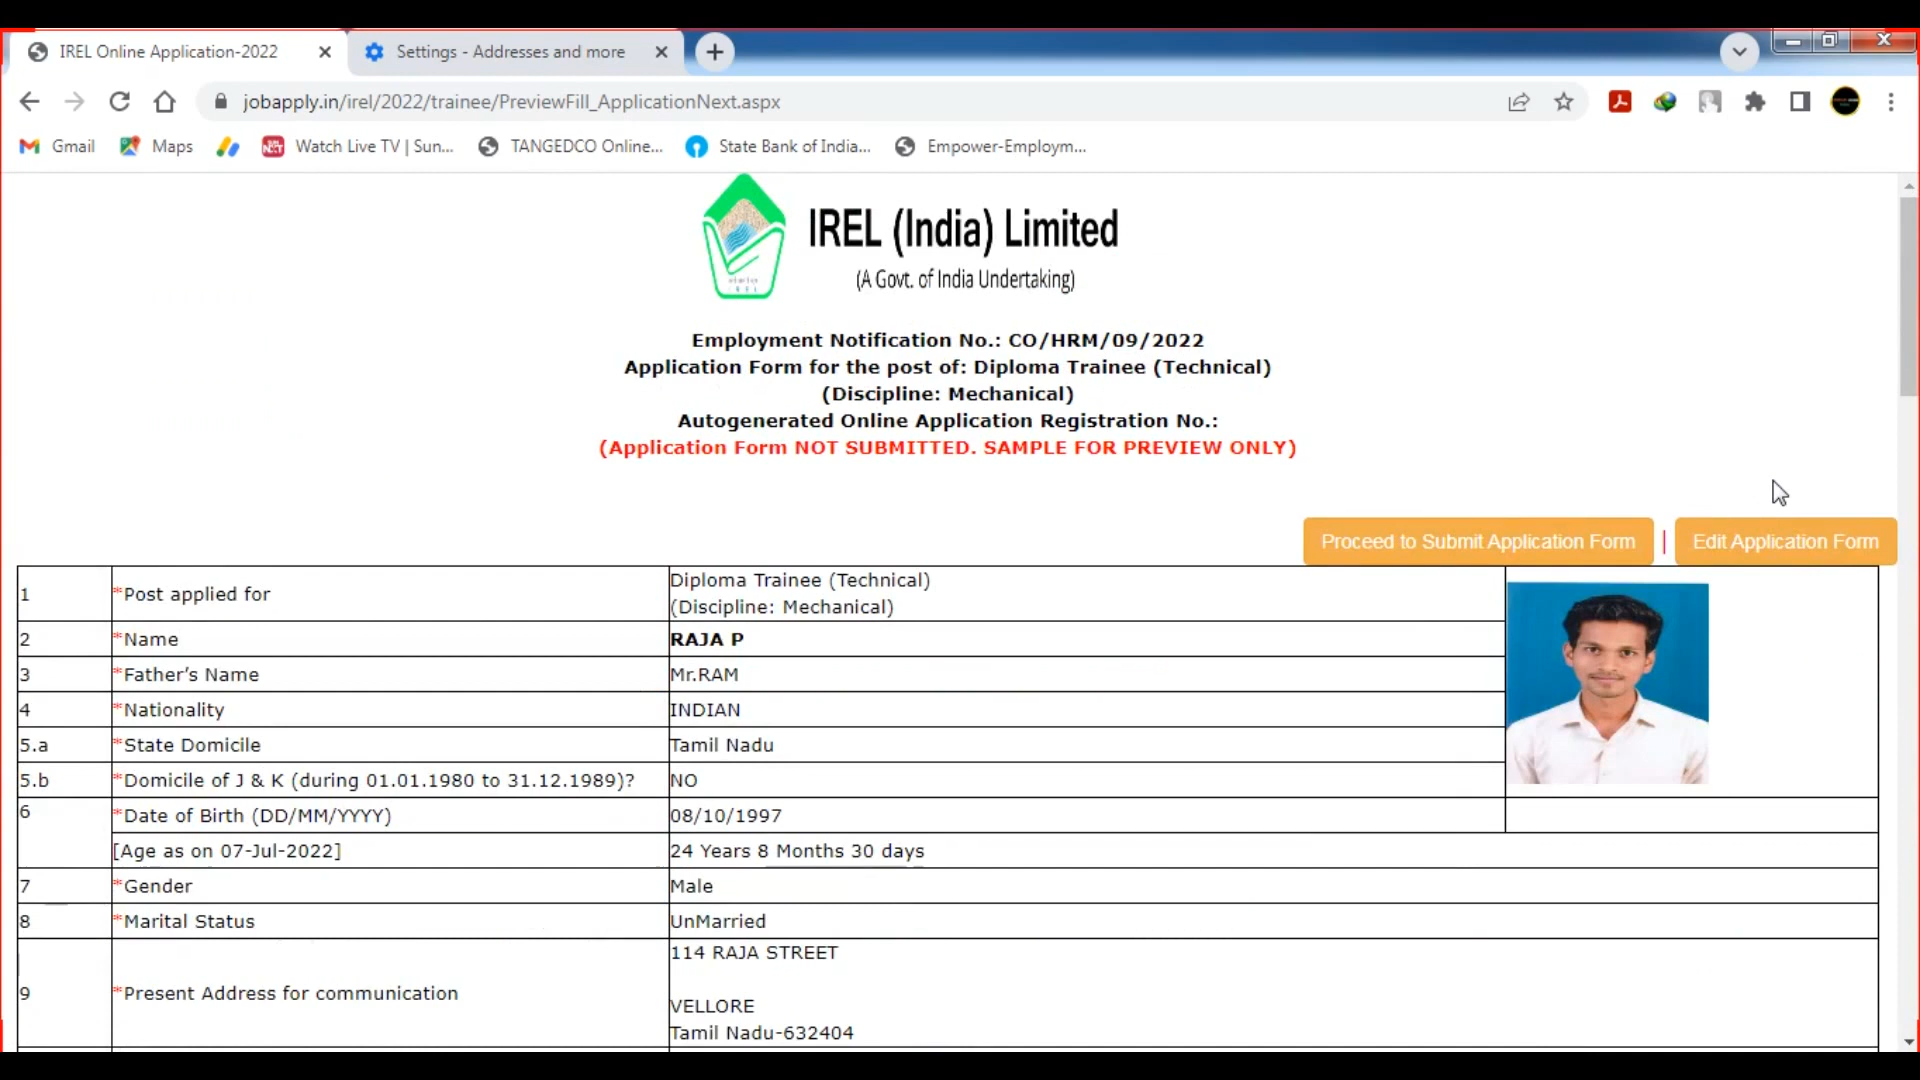 IREL Online Application-2022
Settings - Addresses and more
jobapply.in/irel/2022/trainee/PreviewFill_ApplicationNext.aspx
Gmail
Maps
Watch Live TV | Sun...
TANGEDCO Online...
State Bank of India...
Empower-Employm...
IREL (India) Limited
(A Govt. of India Undertaking)
Employment Notification No.: CO/HRM/09/2022
Application Form for the post of: Diploma Trainee (Technical)
(Discipline: Mechanical)
Autogenerated Online Application Registration No.:
(Application Form NOT SUBMITTED. SAMPLE FOR PREVIEW ONLY)
Proceed to Submit Application Form | Edit Application Form
1 *Post applied for Diploma Trainee (Technical)
(Discipline: Mechanical)
2 *Name RAJA P
3 *Father’s Name Mr.RAM
4 *Nationality INDIAN
5.a *State Domicile Tamil Nadu
5.b *Domicile of J & K (during 01.01.1980 to 31.12.1989)? NO
6 *Date of Birth (DD/MM/YYYY) 08/10/1997
[Age as on 07-Jul-2022] 24 Years 8 Months 30 days
7 *Gender Male
8 *Marital Status UnMarried
9 *Present Address for communication 114 RAJA STREET
VELLORE
Tamil Nadu-632404